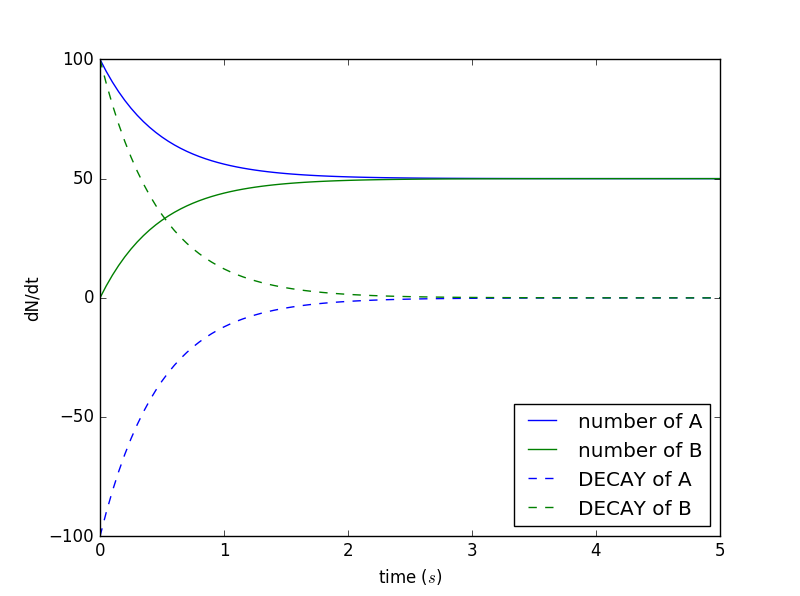 100
50
0
−50
−100
dN/dt
0 1 2 3 4 5
time (s)
number of A
number of B
DECAY of A
DECAY of B